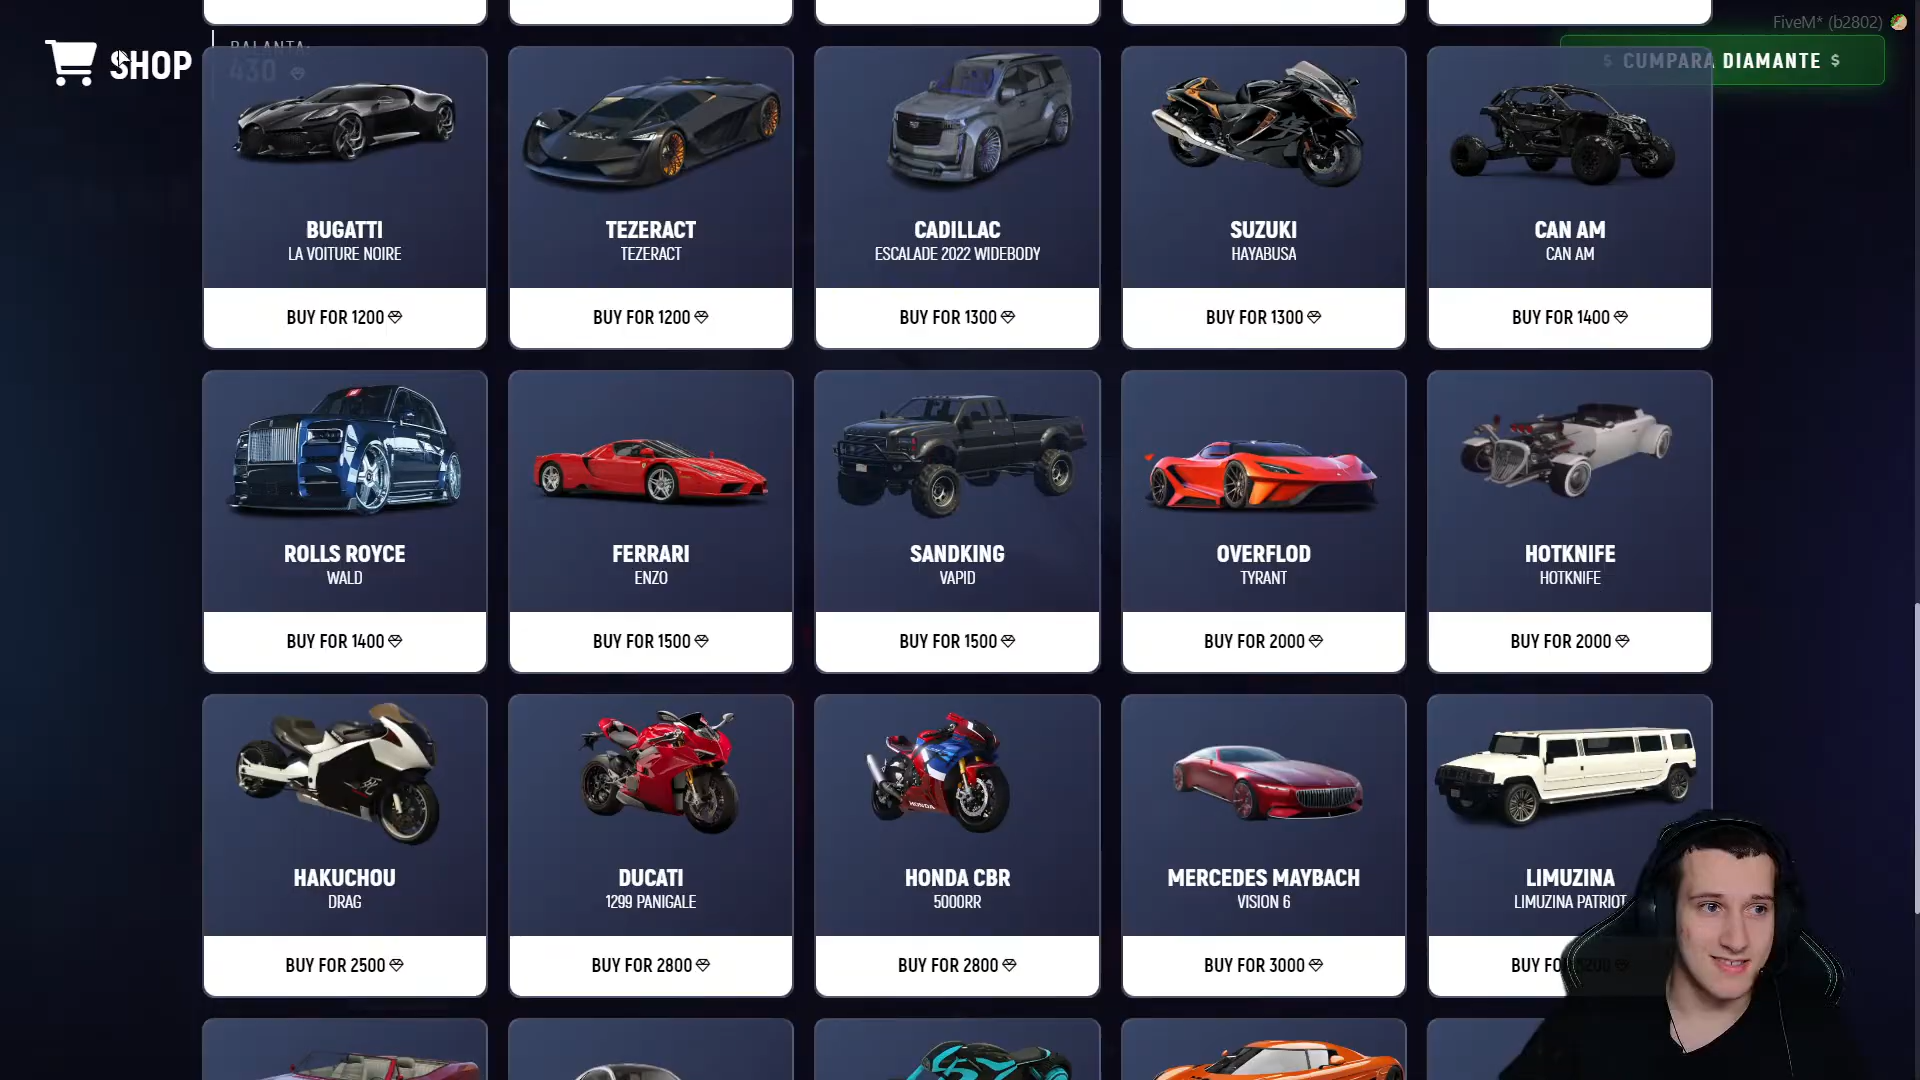 FiveM* (b2802)
SHOP
BALANTA:
430
$ CUMPARA DIAMANTE $
BUGATTI
LA VOITURE NOIRE
BUY FOR 1200
TEZERACT
TEZERACT
BUY FOR 1200
CADILLAC
ESCALADE 2022 WIDEBODY
BUY FOR 1300
SUZUKI
HAYABUSA
BUY FOR 1300
CAN AM
CAN AM
BUY FOR 1400
ROLLS ROYCE
WALD
BUY FOR 1400
FERRARI
ENZO
BUY FOR 1500
SANDKING
VAPID
BUY FOR 1500
OVERFLOD
TYRANT
BUY FOR 2000
HOTKNIFE
HOTKNIFE
BUY FOR 2000
HAKUCHOU
DRAG
BUY FOR 2500
DUCATI
1299 PANIGALE
BUY FOR 2800
HONDA CBR
5000RR
HONDA
BUY FOR 2800
MERCEDES MAYBACH
VISION 6
BUY FOR 3000
LIMUZINA
LIMUZINA PATRIOT
BUY